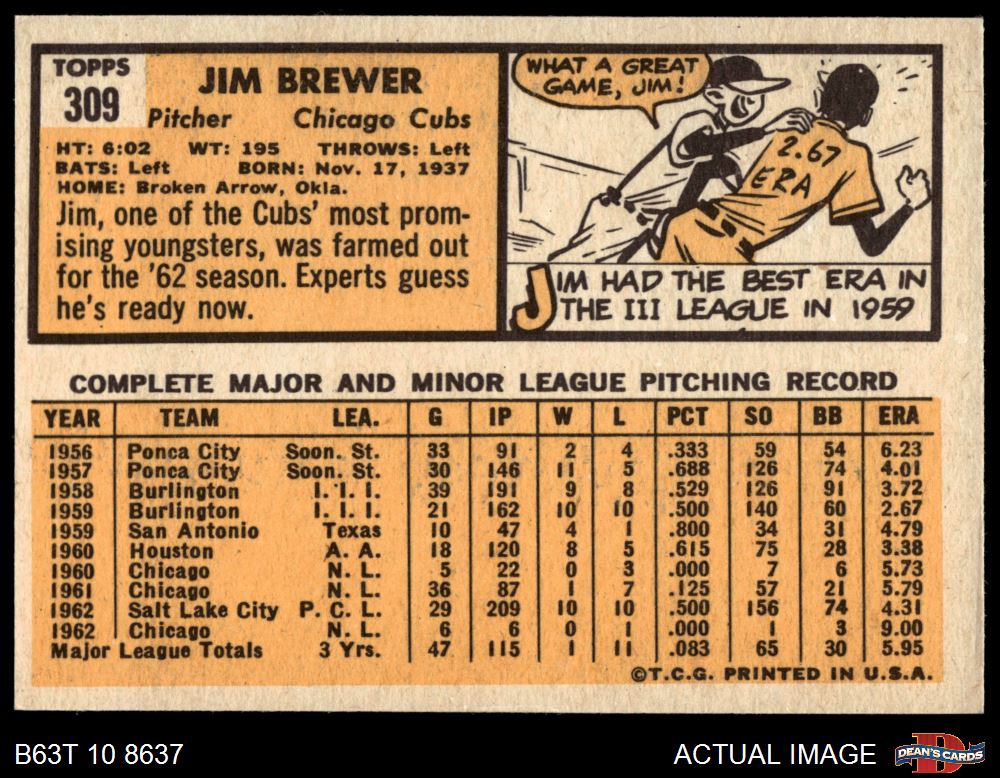 TOPPS
309
JIM BREWER
Pitcher Chicago Cubs
HT: 6:02 WT: 195 THROWS: Left
BATS: Left BORN: Nov. 17, 1937
HOME: Broken Arrow, Okla.
Jim, one of the Cubs' most prom-
ising youngsters, was farmed out
for the '62 season. Experts guess
he's ready now.
WHAT A GREAT
GAME, JIM!
2.67
ERA
JIM HAD THE BEST ERA IN
THE III LEAGUE IN 1959
COMPLETE MAJOR AND MINOR LEAGUE PITCHING RECORD
YEAR TEAM LEA. G IP W L PCT SO BB ERA
1956 Ponca City Soon. St. 33 91 2 4 .333 59 54 6.23
1957 Ponca City Soon. St. 30 146 11 5 .688 126 74 4.01
1958 Burlington I. I. I. 39 191 9 8 .529 126 91 3.72
1959 Burlington I. I. I. 21 162 10 10 .500 140 60 2.67
1959 San Antonio Texas 10 47 4 1 .800 34 31 4.79
1960 Houston A. A. 18 120 8 5 .615 75 28 3.38
1960 Chicago N. L. 5 22 0 3 .000 7 6 5.73
1961 Chicago N. L. 36 87 1 7 .125 57 21 5.79
1962 Salt Lake City P. C. L. 29 209 10 10 .500 156 74 4.31
1962 Chicago N. L. 6 6 0 1 .000 1 3 9.00
Major League Totals 3 Yrs. 47 115 1 11 .083 65 30 5.95
©T.C.G. PRINTED IN U.S.A.
B63T 10 8637 ACTUAL IMAGE
DEAN'S CARDS